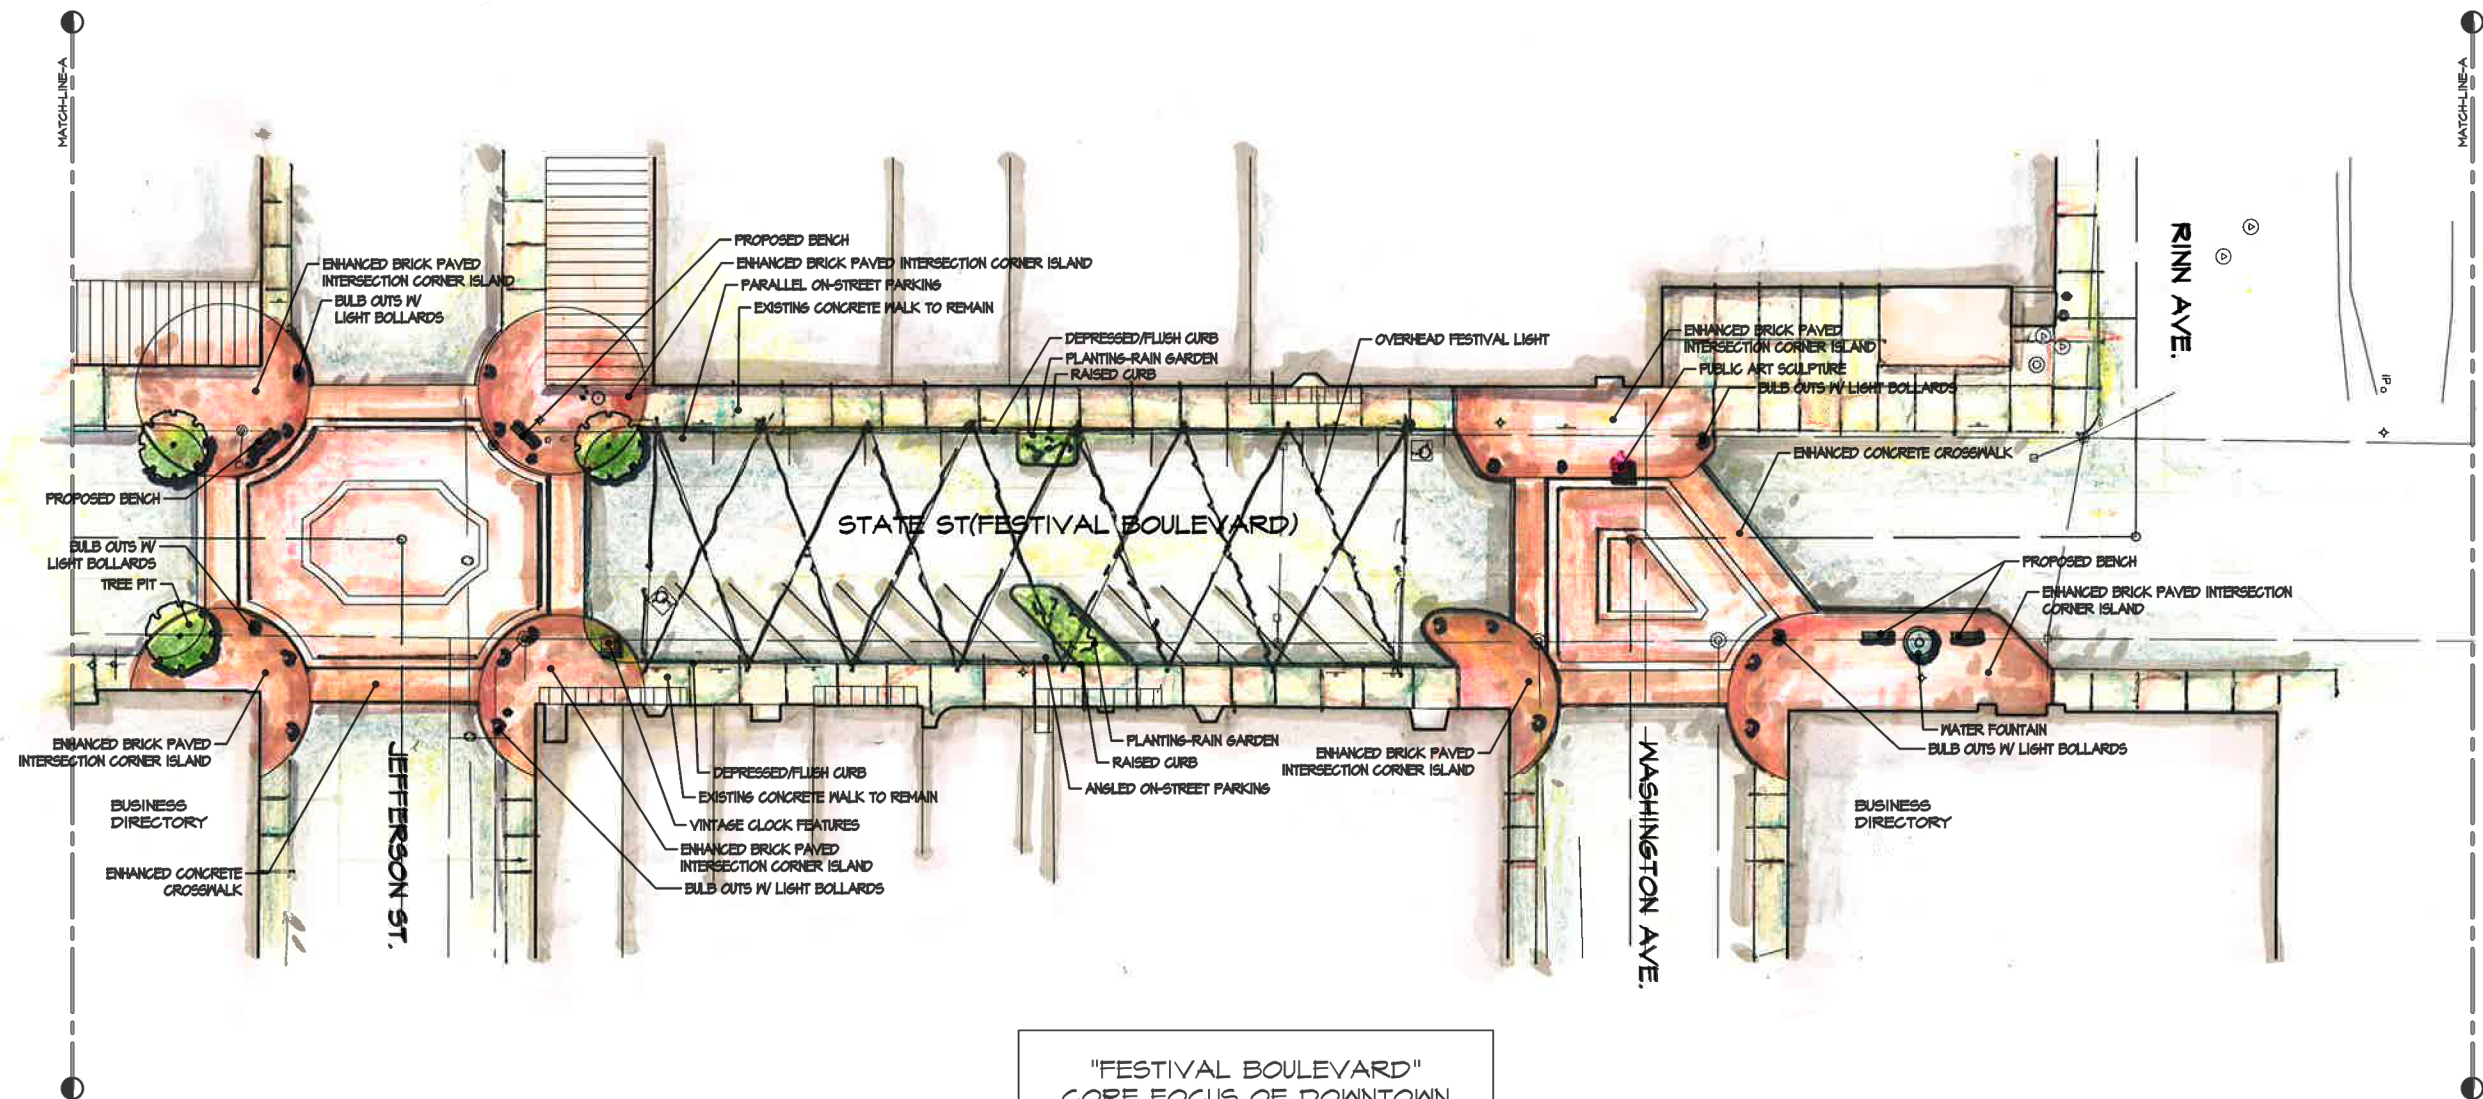 MATCH-LINE-A
MATCH-LINE-A
RINN AVE.
PROPOSED BENCH
ENHANCED BRICK PAVED INTERSECTION CORNER ISLAND
PARALLEL ON-STREET PARKING
EXISTING CONCRETE WALK TO REMAIN
ENHANCED BRICK PAVED
INTERSECTION CORNER ISLAND
BULB OUTS W/
LIGHT BOLLARDS
DEPRESSED/FLUSH CURB
PLANTING-RAIN GARDEN
RAISED CURB
OVERHEAD FESTIVAL LIGHT
ENHANCED BRICK PAVED
INTERSECTION CORNER ISLAND
PUBLIC ART SCULPTURE
BULB OUTS W/ LIGHT BOLLARDS
IP
ENHANCED CONCRETE CROSSWALK
PROPOSED BENCH
STATE ST(FESTIVAL BOULEVARD)
BULB OUTS W/
LIGHT BOLLARDS
TREE PIT
PROPOSED BENCH
ENHANCED BRICK PAVED INTERSECTION
CORNER ISLAND
ENHANCED BRICK PAVED
INTERSECTION CORNER ISLAND
JEFFERSON ST.
DEPRESSED/FLUSH CURB
EXISTING CONCRETE WALK TO REMAIN
VINTAGE CLOCK FEATURES
ENHANCED BRICK PAVED
INTERSECTION CORNER ISLAND
BULB OUTS W/ LIGHT BOLLARDS
PLANTING-RAIN GARDEN
RAISED CURB
ANGLED ON-STREET PARKING
ENHANCED BRICK PAVED
INTERSECTION CORNER ISLAND
WASHINGTON AVE.
WATER FOUNTAIN
BULB OUTS W/ LIGHT BOLLARDS
BUSINESS
DIRECTORY
BUSINESS
DIRECTORY
ENHANCED CONCRETE
CROSSWALK
"FESTIVAL BOULEVARD"
CORE FOCUS OF DOWNTOWN